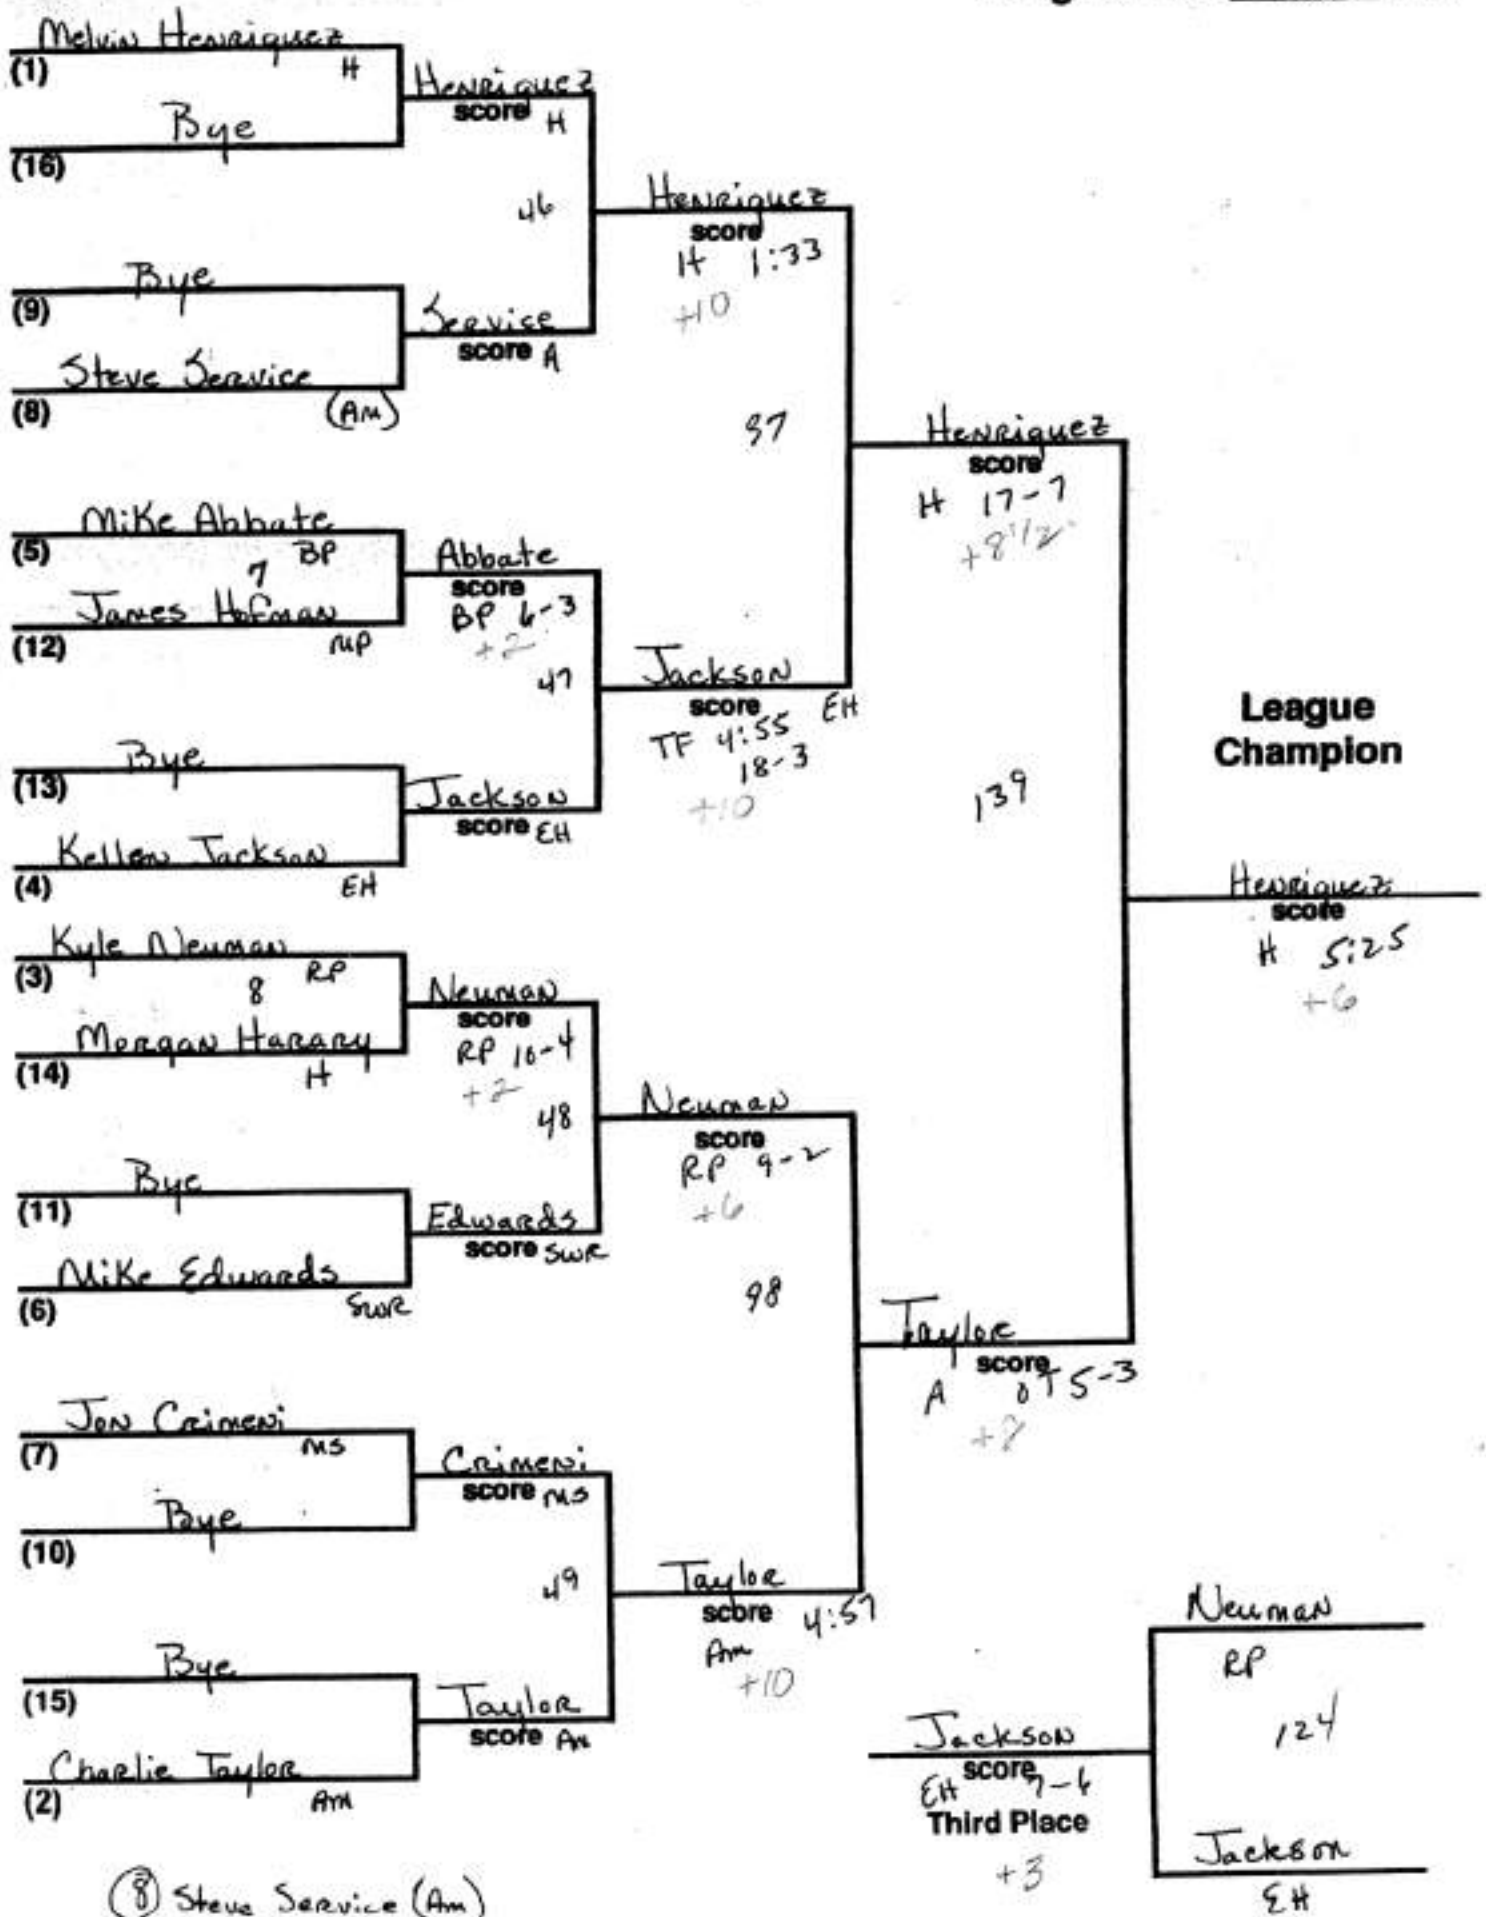 Melvin Henriquez
(1) H
Bye
(16)
Henriquez
score H
46
Bye
(9)
Steve Service
(8) (Am)
Service
score A
Henriquez
score
H 1:33
+10
97
Mike Abbate
(5) BP
7
James Hofman
(12) MP
Abbate
score
BP 6-3
+2
47
Bye
(13)
Kellen Jackson
(4) EH
Jackson
score EH
Jackson
score EH
TF 4:55
18-3
+10
Henriquez
score
H 17-7
+8 1/2
139
League
Champion
Henriquez
score
H 5:25
+6
Kyle Neuman
(3) RP
8
Morgan Harary
(14) H
Neuman
score
RP 10-4
+2
48
Bye
(11)
Mike Edwards
(6) SWR
Edwards
score SWR
Neuman
score
RP 9-2
+6
98
Jon Crimeni
(7) MS
Bye
(10)
Crimeni
score MS
49
Bye
(15)
Charlie Taylor
(2) Am
Taylor
score Am
Taylor
score 4:57
Am
+10
Taylor
score
A OT 5-3
Neuman
RP
124
Jackson
EH
Jackson
score
EH 7-6
Third Place
+3
(8) Steve Service (Am)